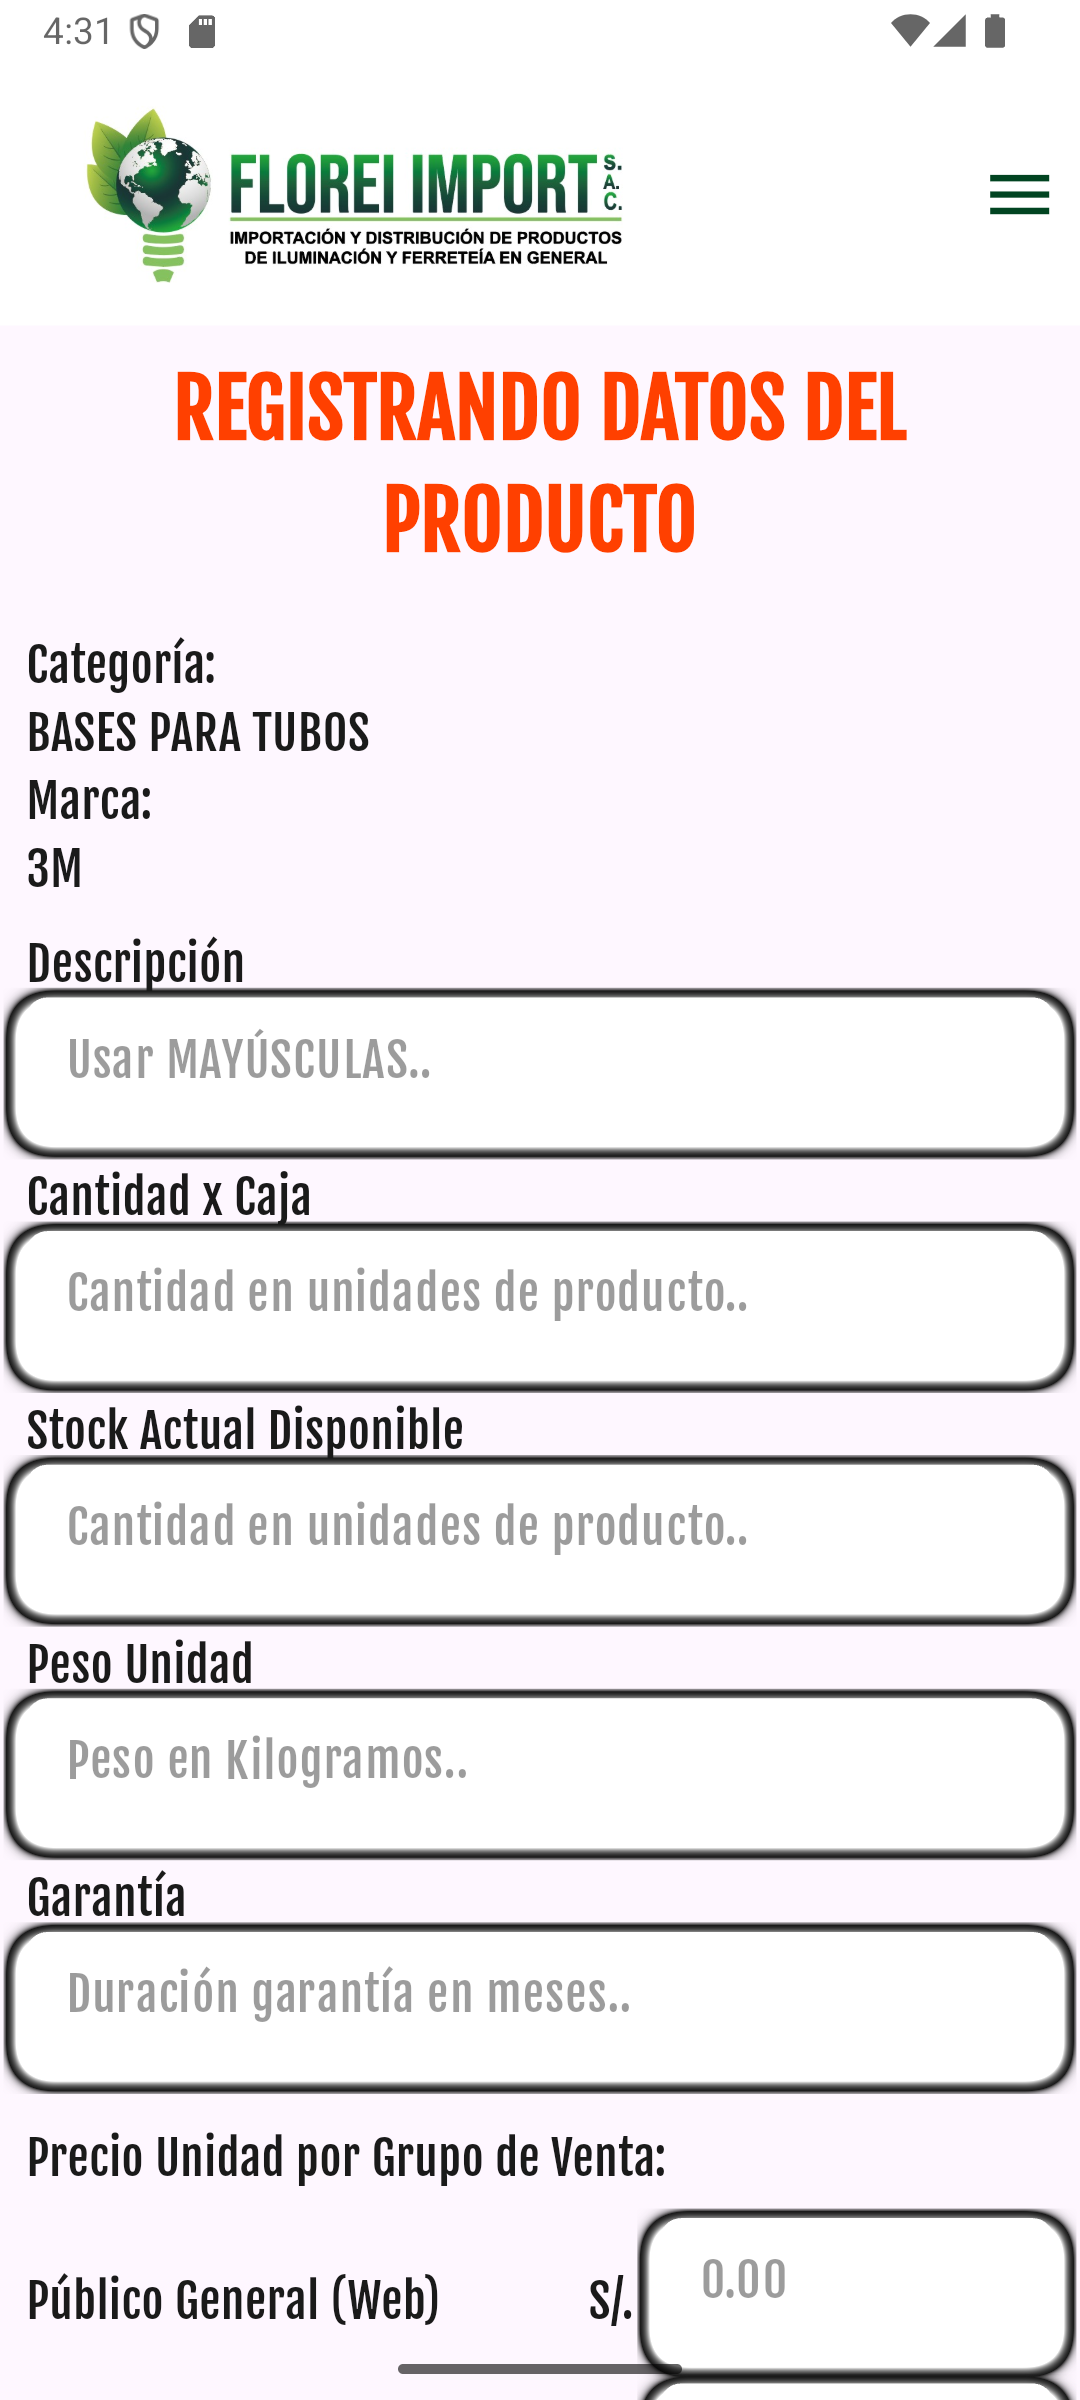 4:31
FLOREI IMPORT S.A.C.
IMPORTACIÓN Y DISTRIBUCIÓN DE PRODUCTOS
DE ILUMINACIÓN Y FERRETEÍA EN GENERAL
REGISTRANDO DATOS DEL
PRODUCTO
Categoría:
BASES PARA TUBOS
Marca:
3M
Descripción
Usar MAYÚSCULAS..
Cantidad x Caja
Cantidad en unidades de producto..
Stock Actual Disponible
Cantidad en unidades de producto..
Peso Unidad
Peso en Kilogramos..
Garantía
Duración garantía en meses..
Precio Unidad por Grupo de Venta:
Público General (Web) S/. 0.00